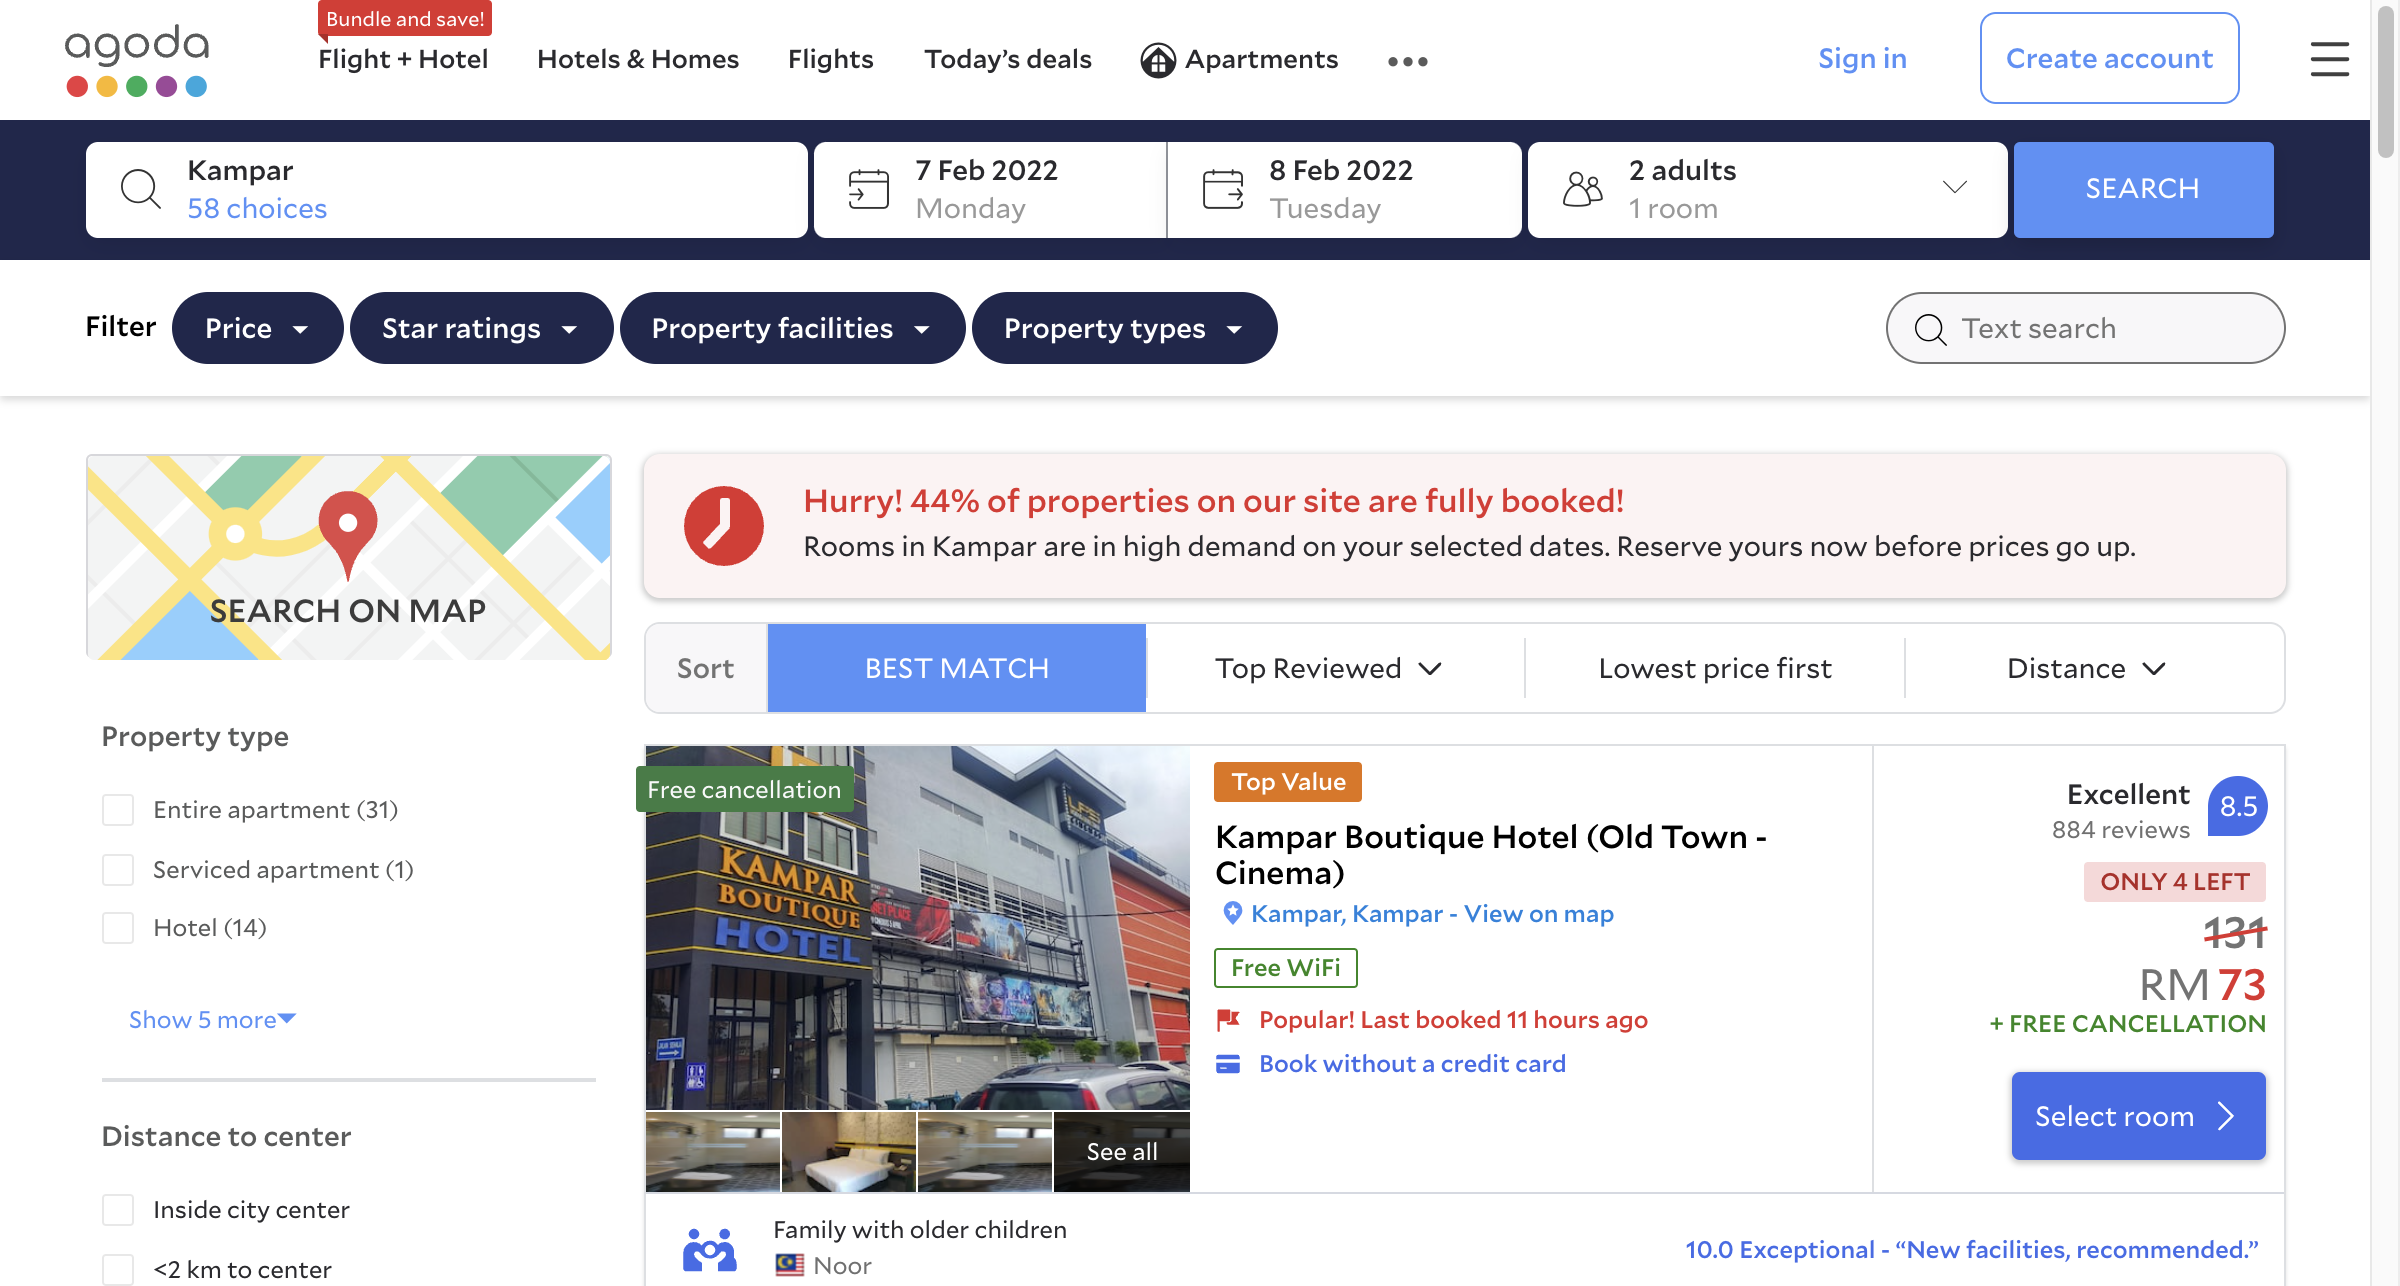 Bundle and save!
agoda
Flight + Hotel
Hotels & Homes
Flights
Today's deals
Apartments
Sign in
Create account
Kampar
58 choices
7 Feb 2022
Monday
8 Feb 2022
Tuesday
2 adults
1 room
SEARCH
Filter
Price
Star ratings
Property facilities
Property types
Text search
SEARCH ON MAP
Hurry! 44% of properties on our site are fully booked!
Rooms in Kampar are in high demand on your selected dates. Reserve yours now before prices go up.
Sort
BEST MATCH
Top Reviewed
Lowest price first
Distance
Property type
Entire apartment (31)
Serviced apartment (1)
Hotel (14)
Show 5 more
Distance to center
Inside city center
<2 km to center
Free cancellation
KAMPAR
BOUTIQUE
HOTEL
See all
Top Value
Kampar Boutique Hotel (Old Town -
Cinema)
Kampar, Kampar - View on map
Free WiFi
Popular! Last booked 11 hours ago
Book without a credit card
Excellent
884 reviews
8.5
ONLY 4 LEFT
131
RM 73
+ FREE CANCELLATION
Select room
Family with older children
Noor
10.0 Exceptional - “New facilities, recommended.”